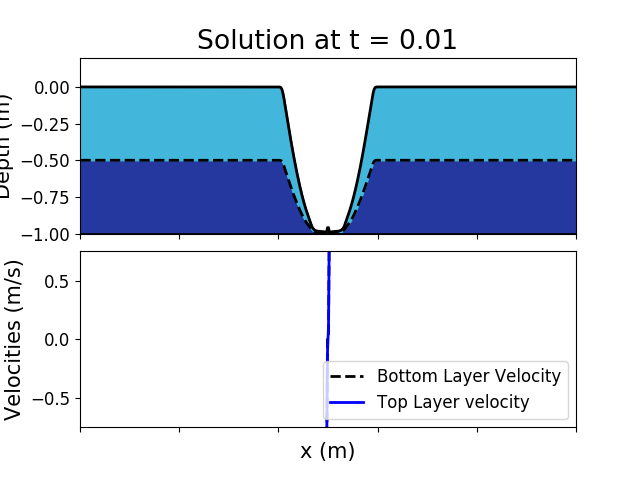 Solution at t = 0.01
Depth (m)
0.00
−0.25
−0.50
−0.75
−1.00
Velocities (m/s)
0.5
0.0
−0.5
Bottom Layer Velocity
Top Layer velocity
x (m)